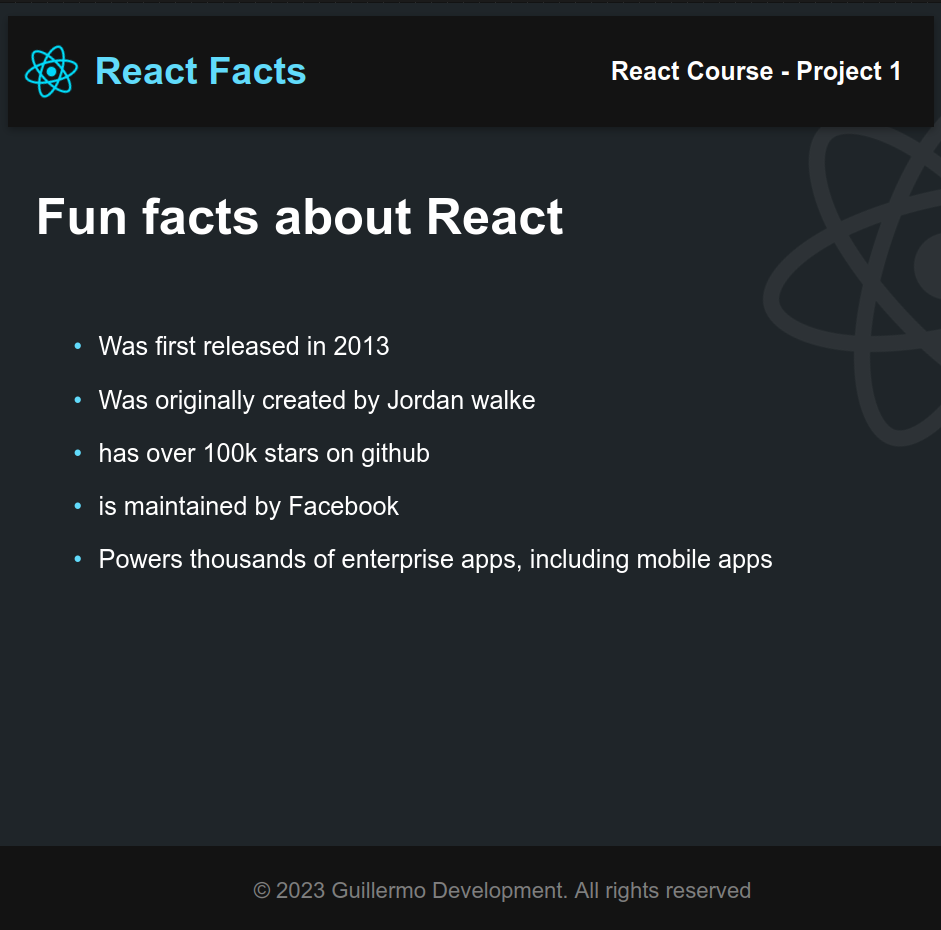 React Facts
React Course - Project 1
Fun facts about React
• Was first released in 2013
• Was originally created by Jordan walke
• has over 100k stars on github
• is maintained by Facebook
• Powers thousands of enterprise apps, including mobile apps
© 2023 Guillermo Development. All rights reserved